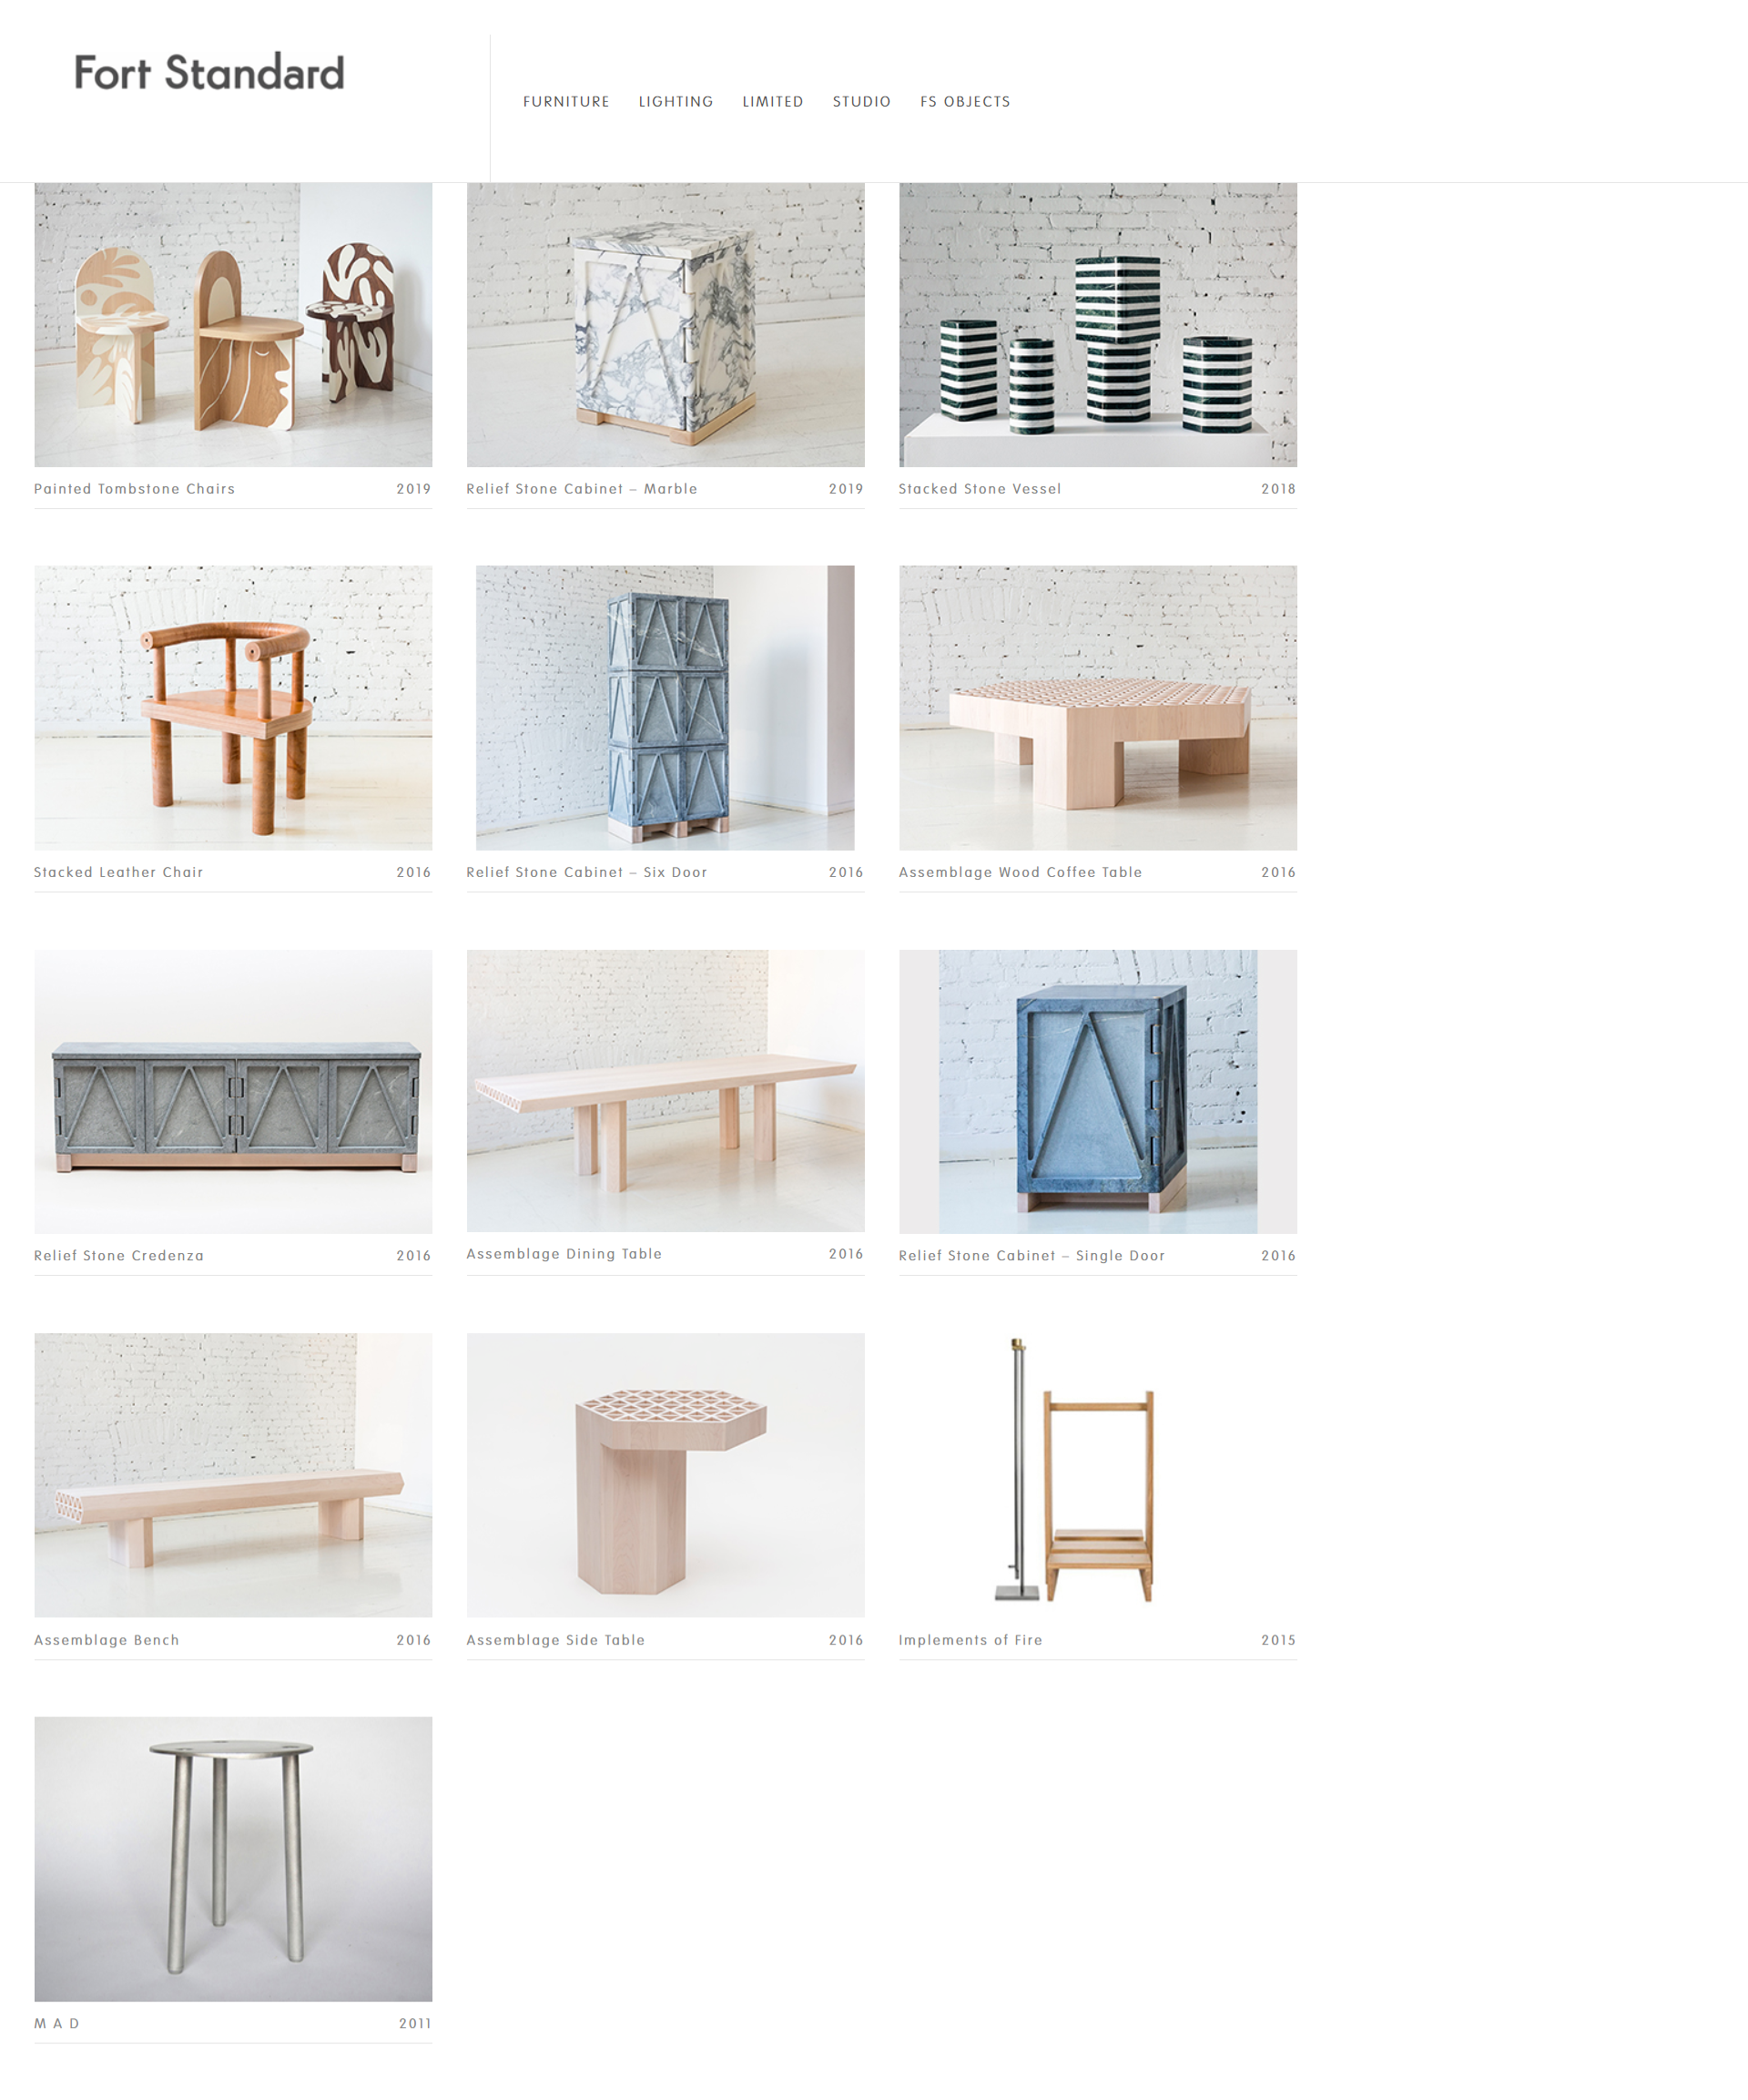 Fort Standard
FURNITURE LIGHTING LIMITED STUDIO FS OBJECTS
Painted Tombstone Chairs 2019
Relief Stone Cabinet – Marble 2019
Stacked Stone Vessel 2018
Stacked Leather Chair 2016
Relief Stone Cabinet – Six Door 2016
Assemblage Wood Coffee Table 2016
Relief Stone Credenza 2016
Assemblage Dining Table 2016
Relief Stone Cabinet – Single Door 2016
Assemblage Bench 2016
Assemblage Side Table 2016
Implements of Fire 2015
M A D 2011